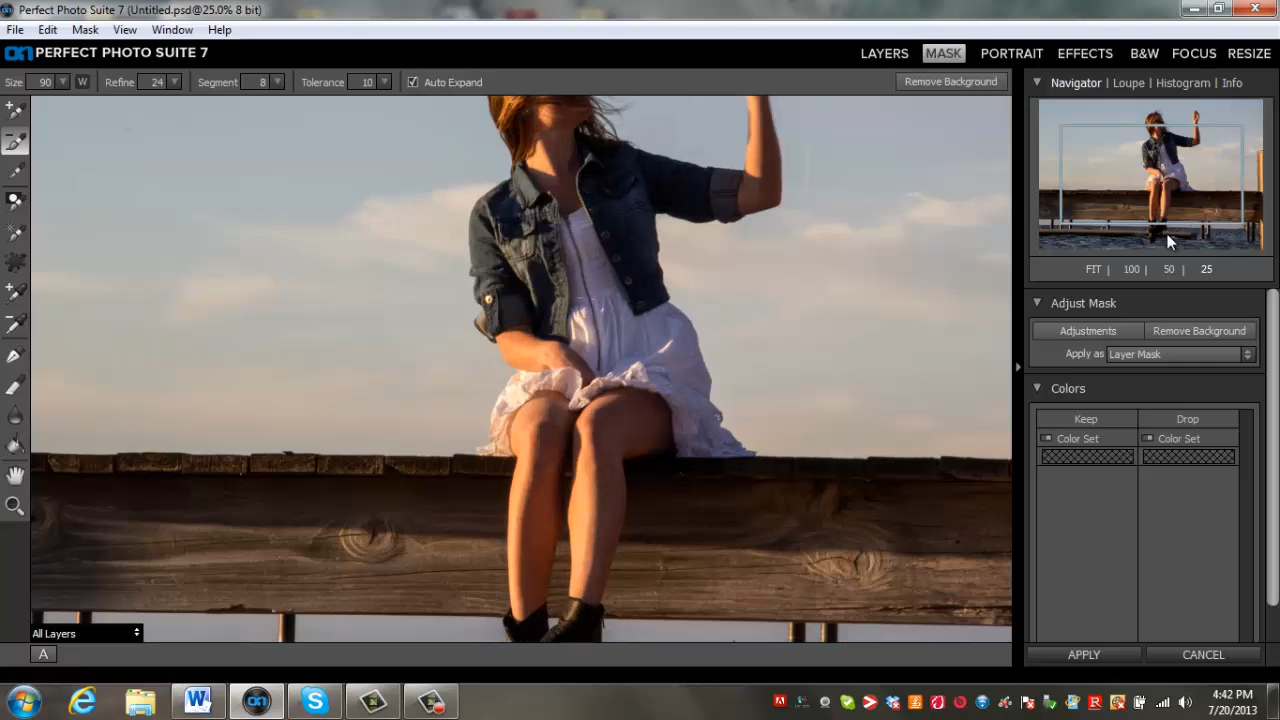 Perfect Photo Suite 7 (Untitled.psd@25.0% 8 bit)
File Edit Mask View Window Help
on PERFECT PHOTO SUITE 7
LAYERS MASK PORTRAIT EFFECTS B&W FOCUS RESIZE
Size 90 W Refine 24 Segment 8 Tolerance 10 Auto Expand Remove Background
Navigator | Loupe | Histogram | Info
FIT | 100 | 50 | 25
Adjust Mask
Adjustments Remove Background
Apply as Layer Mask
Colors
Keep Drop
Color Set Color Set
All Layers
A
APPLY CANCEL
W on S
4:42 PM
7/20/2013